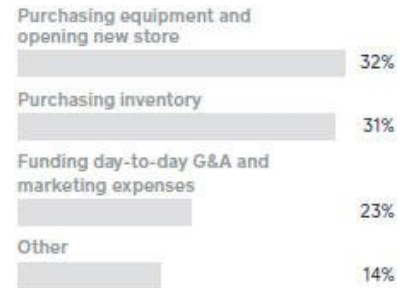 Purchasing equipment and
opening new store
32%
Purchasing inventory
31%
Funding day-to-day G&A and
marketing expenses
23%
Other
14%